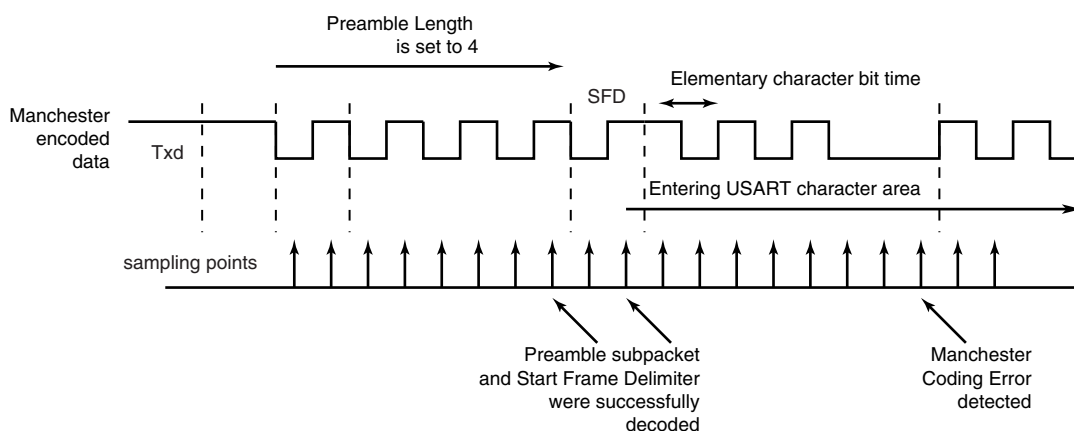 Preamble Length
is set to 4
Elementary character bit time
SFD
Manchester
encoded
data
Txd
Entering USART character area
sampling points
Preamble subpacket
and Start Frame Delimiter
were successfully
decoded
Manchester
Coding Error
detected